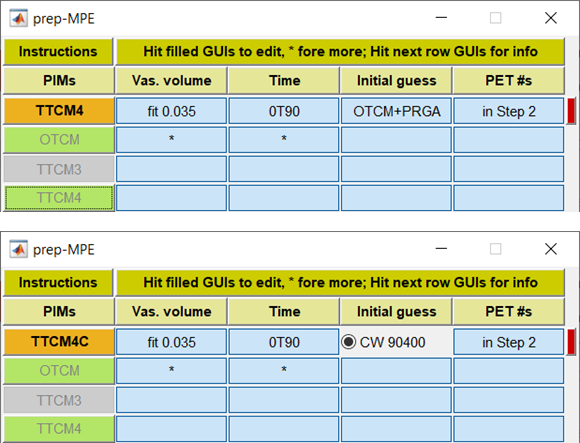 prep-MPE
Instructions Hit filled GUIs to edit, * fore more; Hit next row GUIs for info
PIMs Vas. volume Time Initial guess PET #s
TTCM4 fit 0.035 0T90 OTCM+PRGA in Step 2
OTCM * *
TTCM3
TTCM4
prep-MPE
Instructions Hit filled GUIs to edit, * fore more; Hit next row GUIs for info
PIMs Vas. volume Time Initial guess PET #s
TTCM4C fit 0.035 0T90 CW 90400 in Step 2
OTCM * *
TTCM3
TTCM4